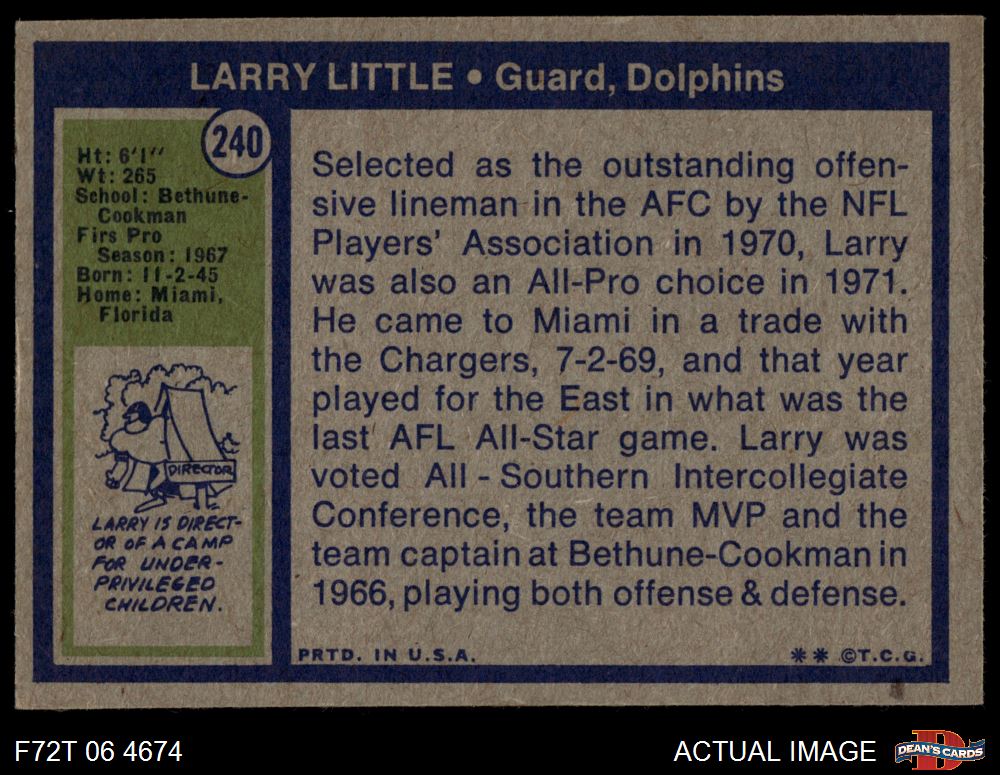 LARRY LITTLE • Guard, Dolphins
240
Ht: 6'1"
Wt: 265
School: Bethune-
Cookman
Firs Pro
Season: 1967
Born: 11-2-45
Home: Miami,
Florida
DIRECTOR
LARRY IS DIRECT-
OR OF A CAMP
FOR UNDER-
PRIVILEGED
CHILDREN.
Selected as the outstanding offen-
sive lineman in the AFC by the NFL
Players' Association in 1970, Larry
was also an All-Pro choice in 1971.
He came to Miami in a trade with
the Chargers, 7-2-69, and that year
played for the East in what was the
last AFL All-Star game. Larry was
voted All - Southern Intercollegiate
Conference, the team MVP and the
team captain at Bethune-Cookman in
1966, playing both offense & defense.
PRTD. IN U.S.A.
** ©T.C.G.
F72T 06 4674
ACTUAL IMAGE
D
DEAN'S CARDS